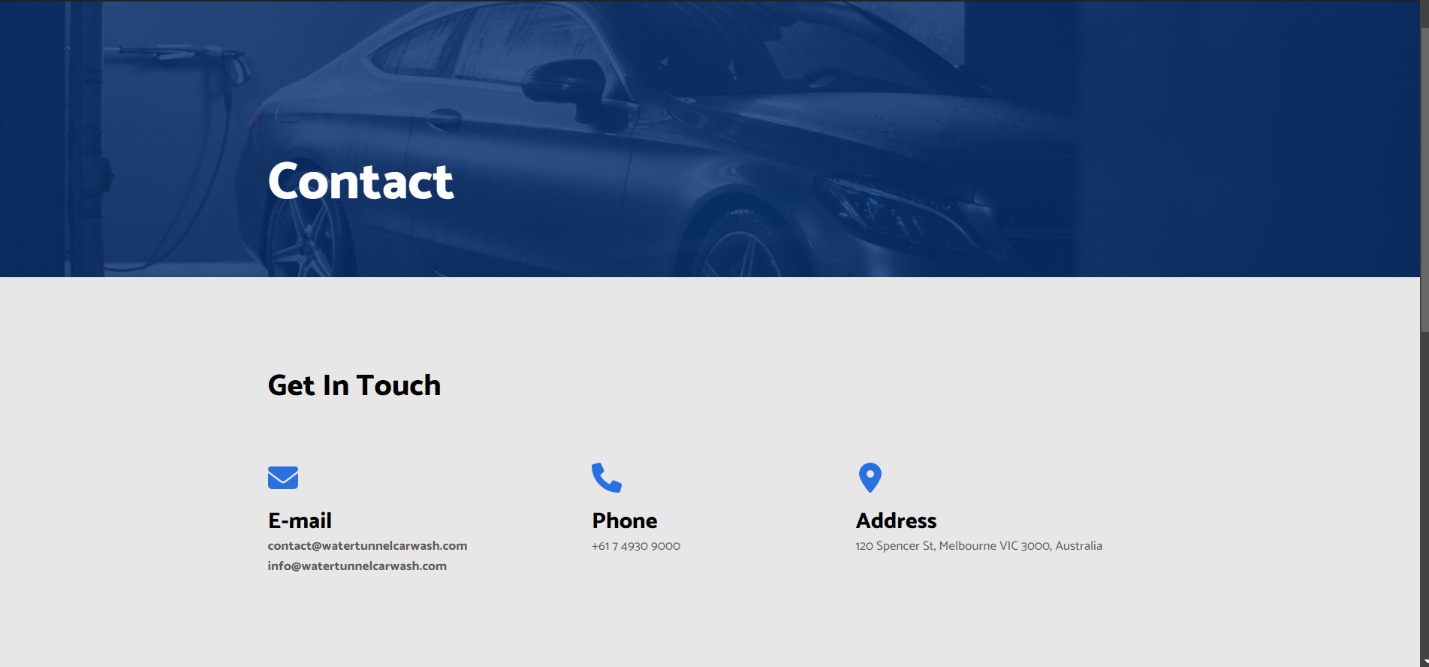 Contact
Get In Touch
E-mail
contact@watertunnelcarwash.com
info@watertunnelcarwash.com
Phone
+61 7 4930 9000
Address
120 Spencer St, Melbourne VIC 3000, Australia